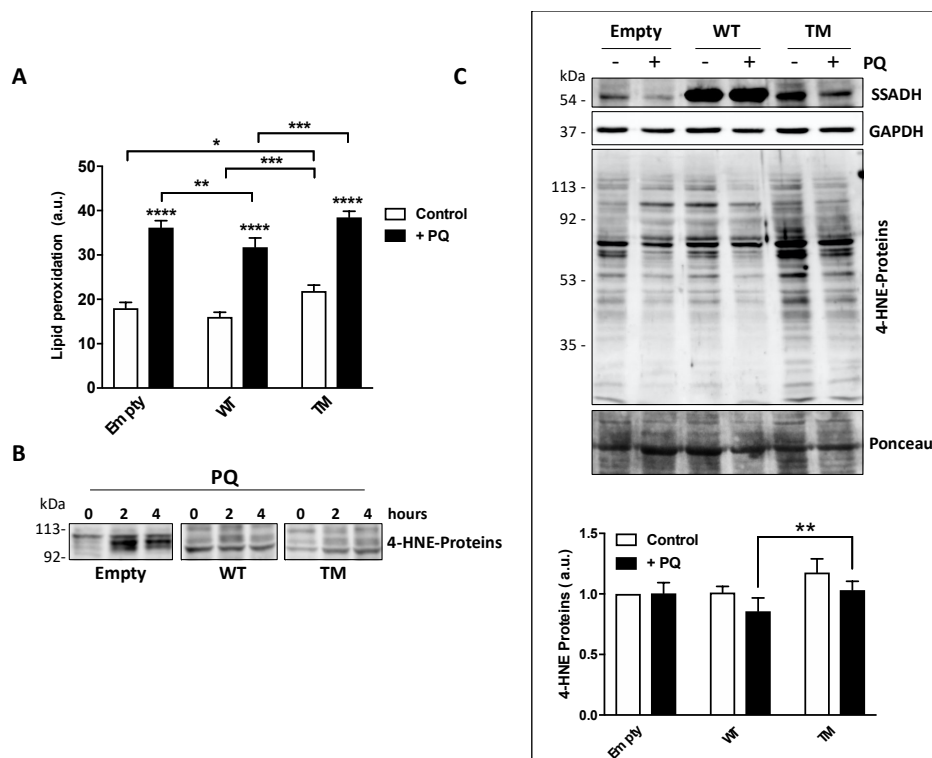 A
* 
***
***
**
****
****
****
50
40
30
20
10
0
Lipid peroxidation (a.u.)
Control
+ PQ
Empty
WT
TM
B
PQ
kDa
0 2 4 0 2 4 0 2 4 hours
113-
92-
4-HNE-Proteins
Empty WT TM
C
Empty WT TM
- + - + - + PQ
kDa
54 - SSADH
37 - GAPDH
113 -
92 -
53 -
35 -
4-HNE-Proteins
Ponceau
**
Control
+ PQ
1.5
1.0
0.5
0.0
4-HNE Proteins ( a.u.)
Empty
WT
TM